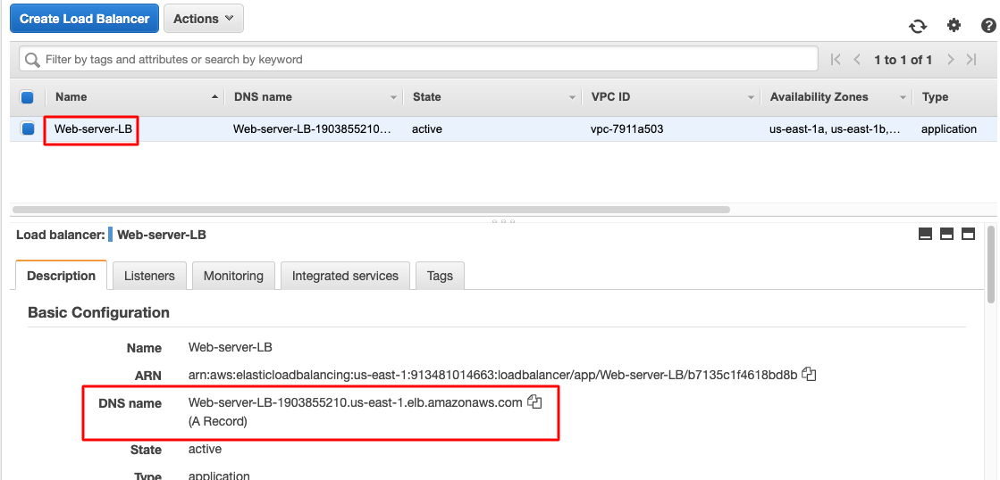 Create Load Balancer Actions
Filter by tags and attributes or search by keyword 1 to 1 of 1
Name DNS name State VPC ID Availability Zones Type
Web-server-LB Web-server-LB-1903855210... active vpc-7911a503 us-east-1a, us-east-1b,... application
Load balancer: Web-server-LB
Description Listeners Monitoring Integrated services Tags
Basic Configuration
Name Web-server-LB
ARN arn:aws:elasticloadbalancing:us-east-1:913481014663:loadbalancer/app/Web-server-LB/b7135c1f4618bd8b
DNS name Web-server-LB-1903855210.us-east-1.elb.amazonaws.com
(A Record)
State active
Type application